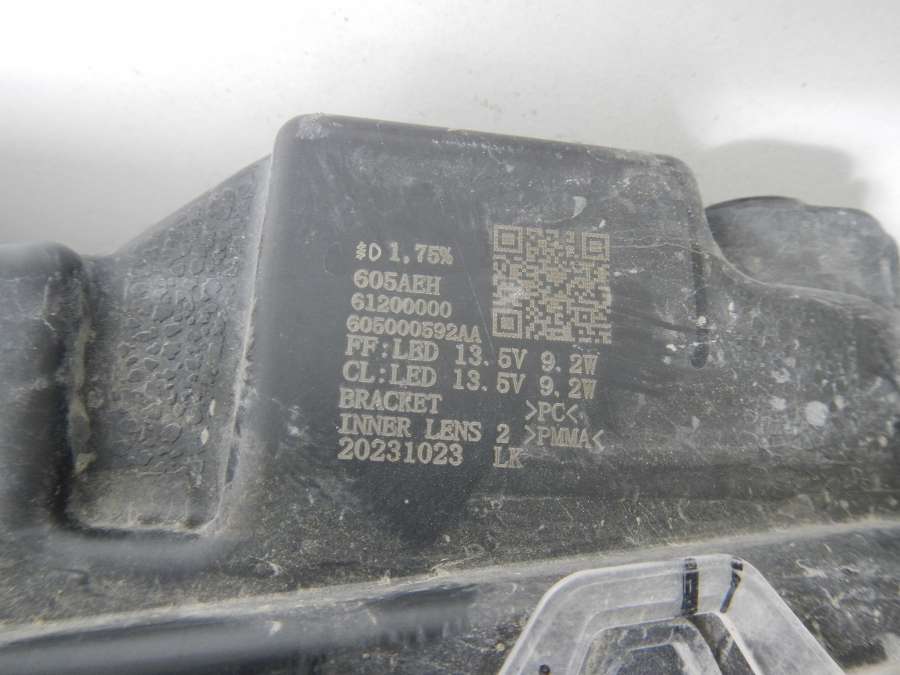 1.75%
605AEH
61200000
605000592AA
FF:LED 13.5V 9.2W
CL:LED 13.5V 9.2W
BRACKET >PC<
INNER LENS 2 >PMMA<
20231023 LK